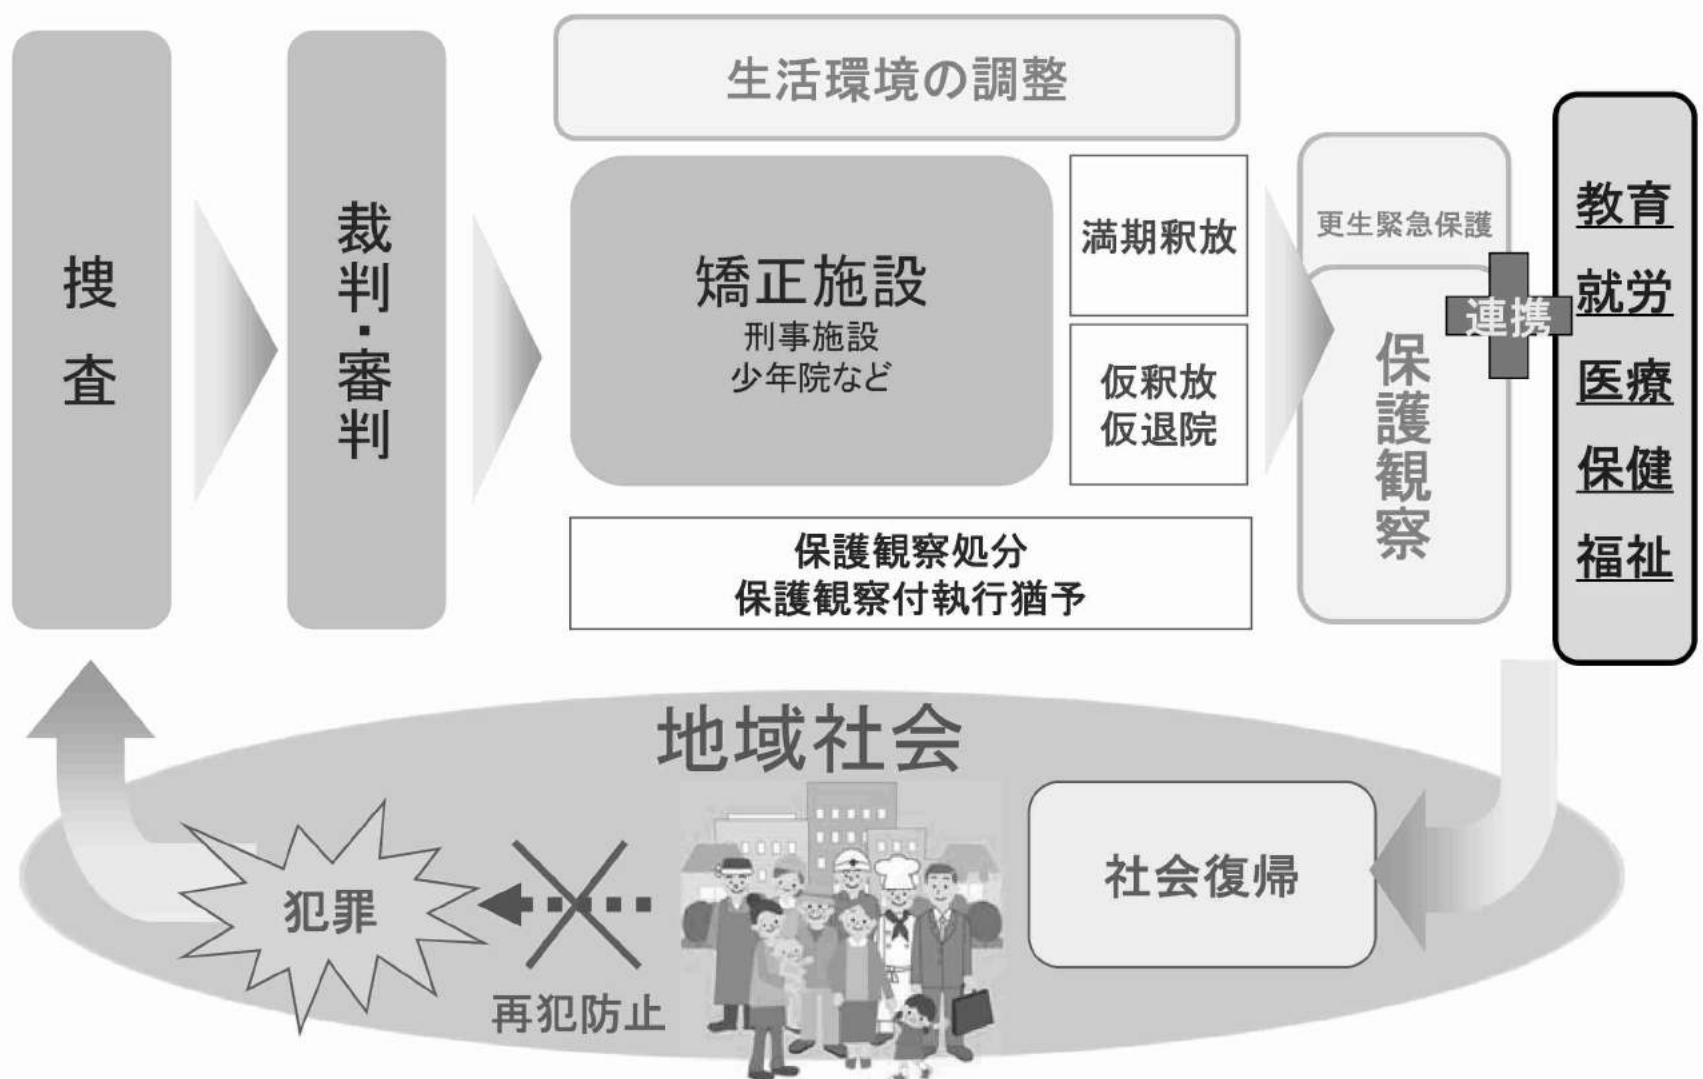 捜査
裁判・審判
生活環境の調整
矯正施設
刑事施設
少年院など
満期釈放
仮釈放
仮退院
保護観察処分
保護観察付執行猶予
更生緊急保護
保護観察
連携
教育
就労
医療
保健
福祉
地域社会
社会復帰
犯罪
再犯防止